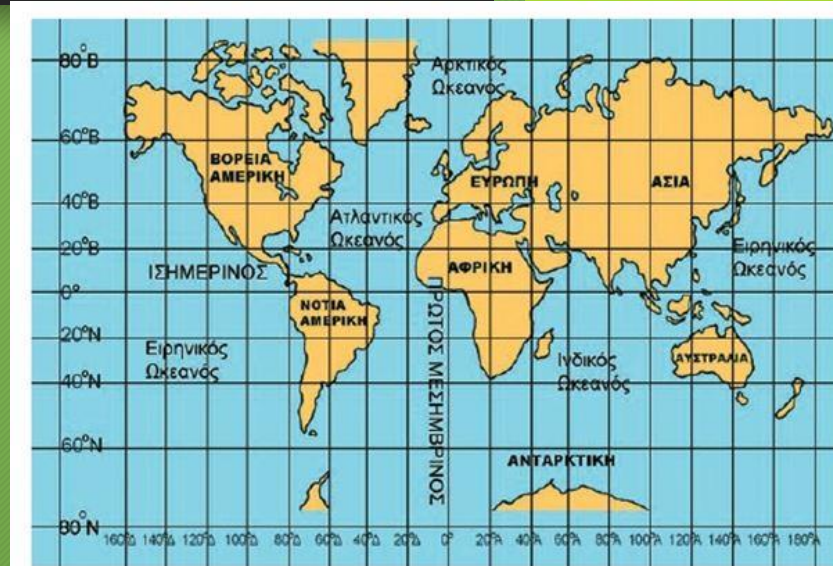 80°Β
Αρκτικός
Ωκεανός
60°Β
ΒΟΡΕΙΑ
ΑΜΕΡΙΚΗ
ΕΥΡΩΠΗ
ΑΣΙΑ
40°Β
Ατλαντικός
Ωκεανός
20°Β
Ειρηνικός
Ωκεανός
ΙΣΗΜΕΡΙΝΟΣ
ΑΦΡΙΚΗ
0°
ΠΡΩΤΟΣ ΜΕΣΗΜΒΡΙΝΟΣ
ΝΟΤΙΑ
ΑΜΕΡΙΚΗ
20°Ν
Ειρηνικός
Ωκεανός
Ινδικός
Ωκεανός
ΑΥΣΤΡΑΛΙΑ
40°Ν
60°Ν
ΑΝΤΑΡΚΤΙΚΗ
80°Ν
160°Δ 140°Δ 120°Δ 100°Δ 80°Δ 60°Δ 40°Δ 20°Δ 0° 20°Α 40°Α 60°Α 80°Α 100°Α 120°Α 140°Α 160°Α 180°Α